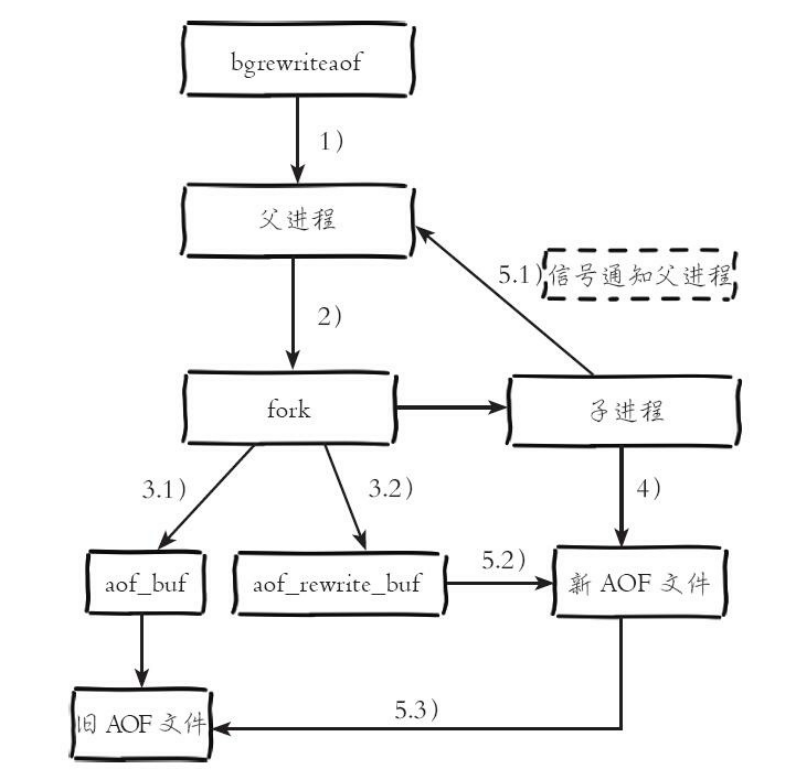 bgrewriteaof
1)
父进程
5.1) 信号通知父进程
2)
fork
子进程
3.1)
3.2)
4)
aof_buf
aof_rewrite_buf
5.2)
新 AOF 文件
旧 AOF 文件
5.3)